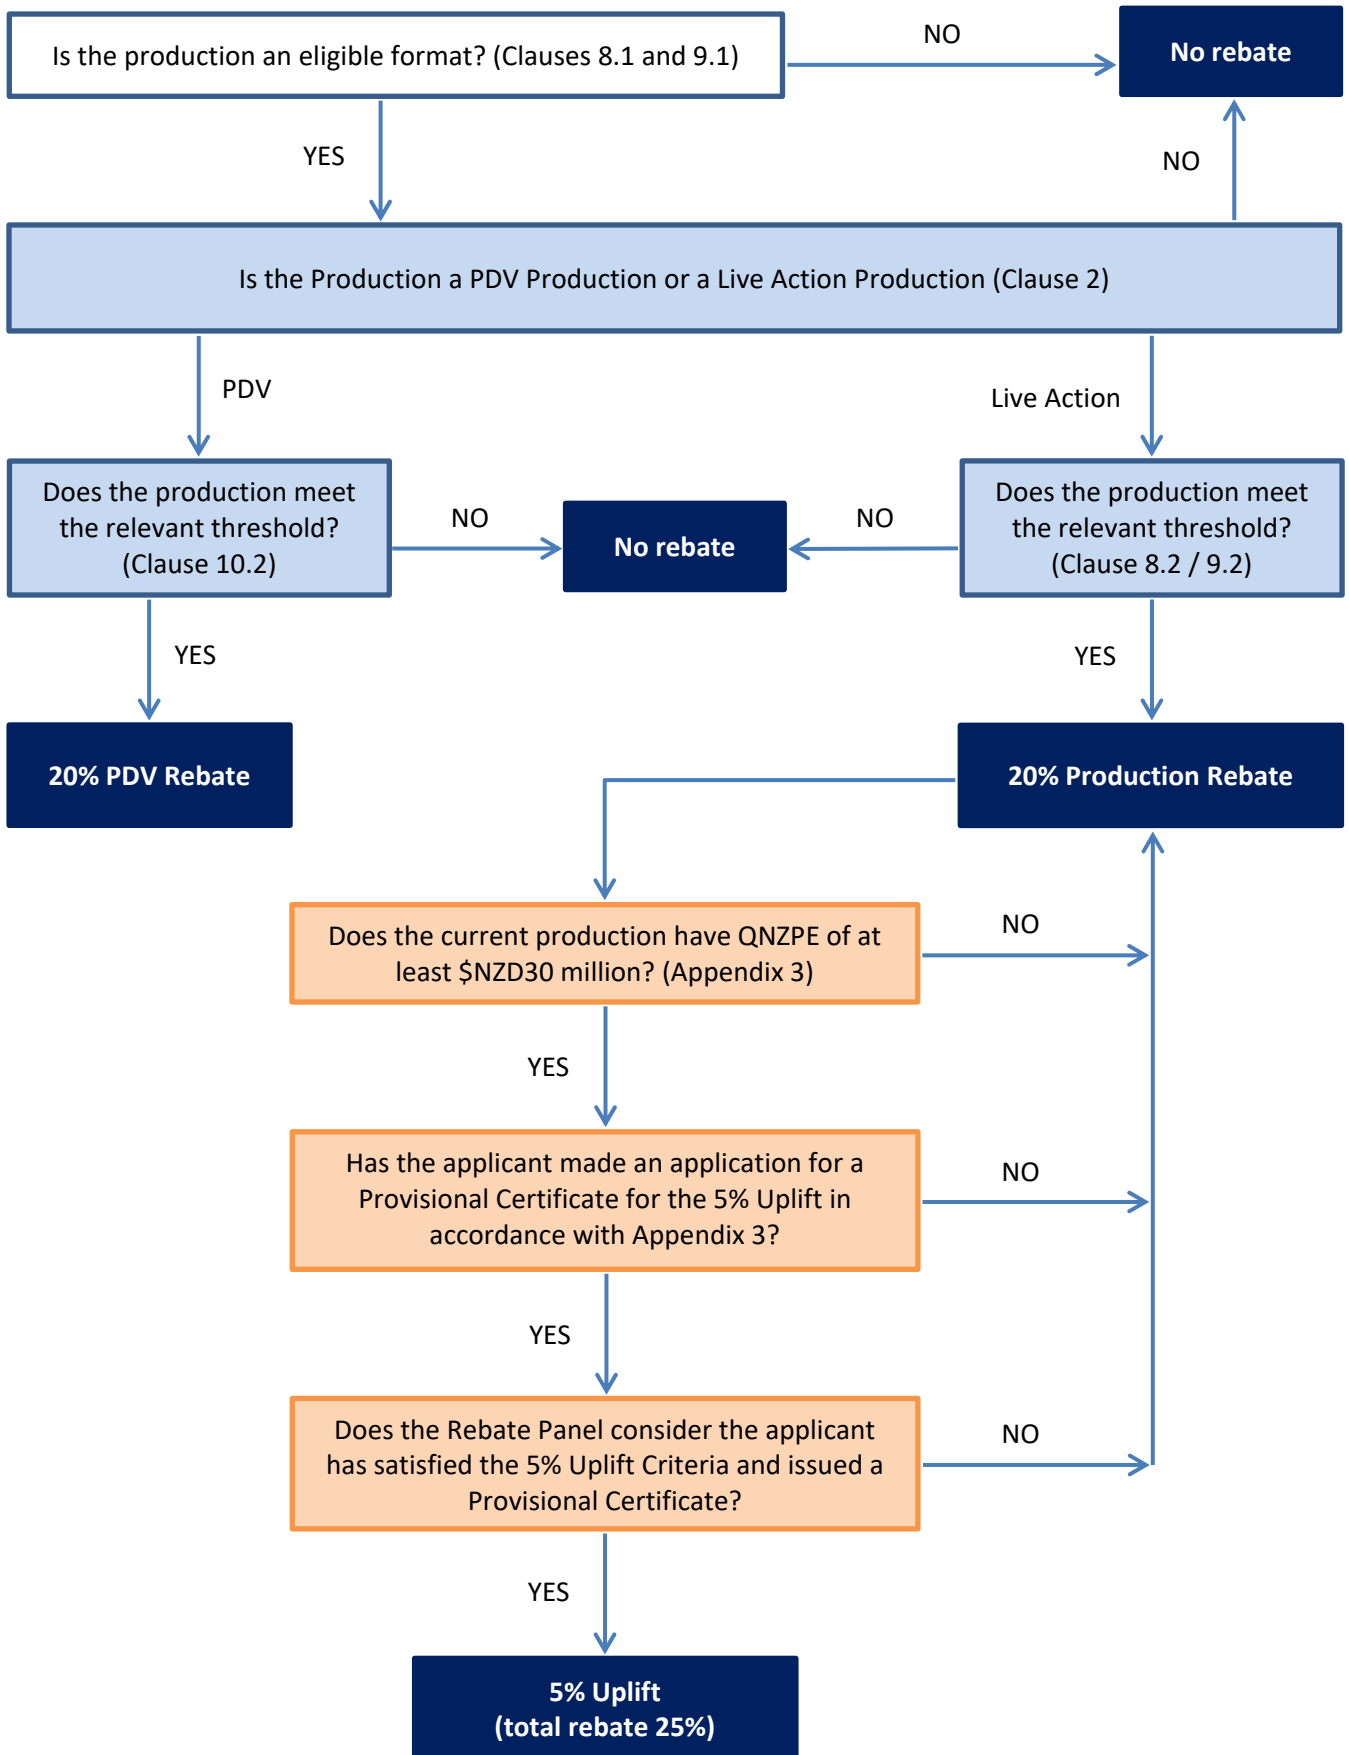 Is the production an eligible format? (Clauses 8.1 and 9.1)
NO
No rebate
YES
NO
Is the Production a PDV Production or a Live Action Production (Clause 2)
PDV
Live Action
Does the production meet
the relevant threshold?
(Clause 10.2)
NO
No rebate
NO
Does the production meet
the relevant threshold?
(Clause 8.2 / 9.2)
YES
YES
20% PDV Rebate
20% Production Rebate
Does the current production have QNZPE of at
least $NZD30 million? (Appendix 3)
NO
YES
Has the applicant made an application for a
Provisional Certificate for the 5% Uplift in
accordance with Appendix 3?
NO
YES
Does the Rebate Panel consider the applicant
has satisfied the 5% Uplift Criteria and issued a
Provisional Certificate?
NO
YES
5% Uplift
(total rebate 25%)